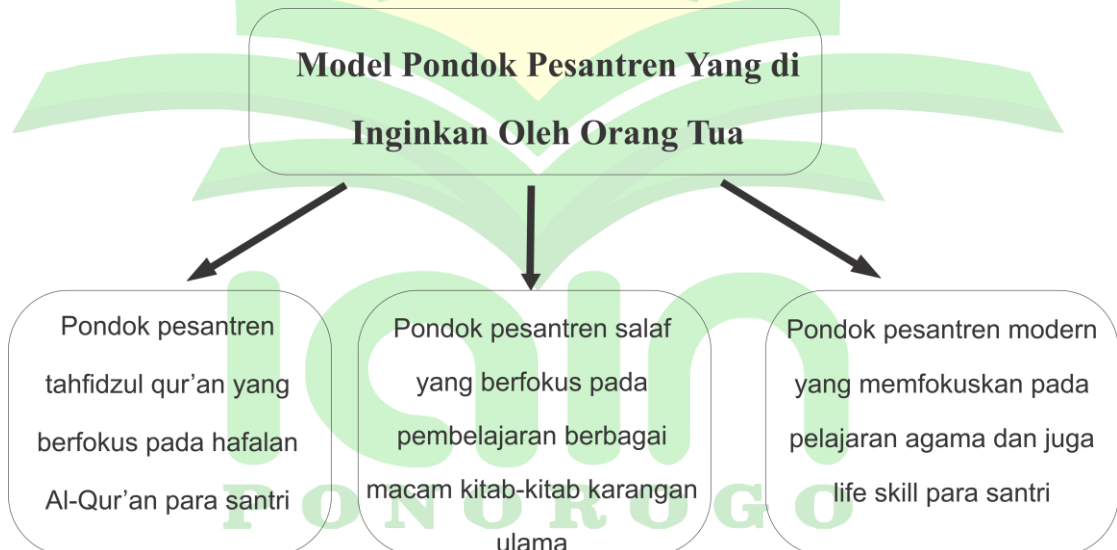 Model Pondok Pesantren Yang di
Inginkan Oleh Orang Tua
Pondok pesantren
tahfidzul qur’an yang
berfokus pada hafalan
Al-Qur’an para santri
Pondok pesantren salaf
yang berfokus pada
pembelajaran berbagai
macam kitab-kitab karangan
ulama
Pondok pesantren modern
yang memfokuskan pada
pelajaran agama dan juga
life skill para santri
iain
PONOROGO